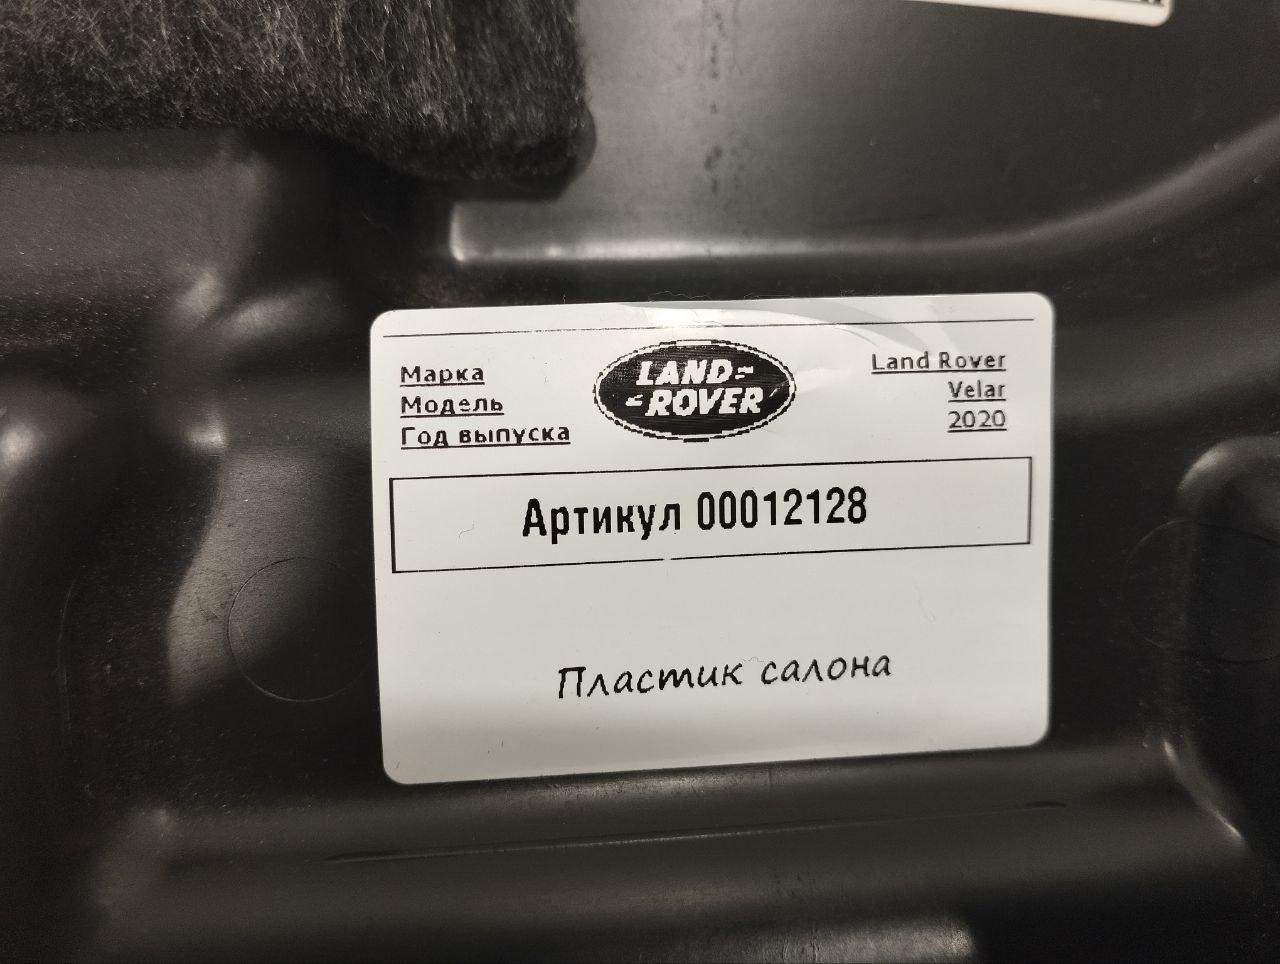 Марка
Модель
Год выпуска
LAND-
-ROVER
Land Rover
Velar
2020
Артикул 00012128
Пластик салона